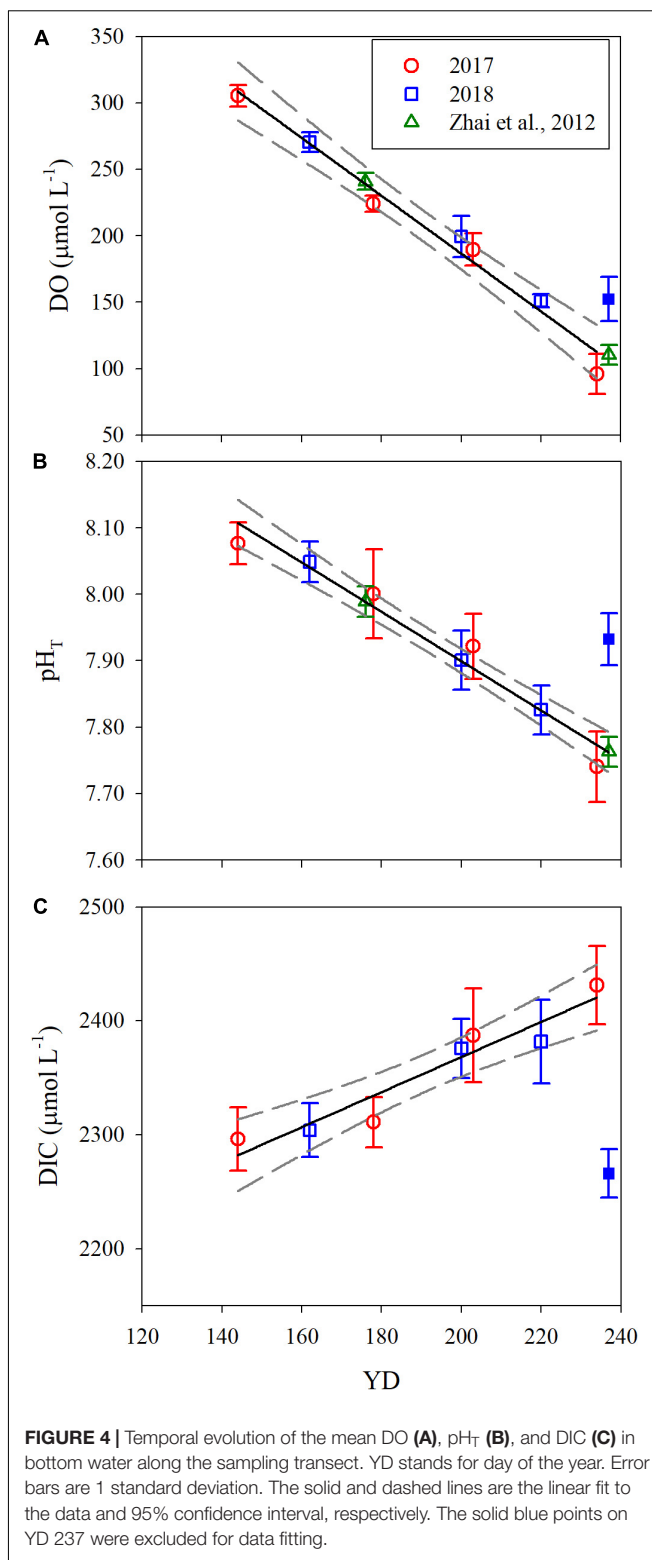 A
350
300
250
200
150
100
50
DO (µmol L⁻¹)
2017
2018
Zhai et al., 2012
B
8.20
8.10
8.00
7.90
7.80
7.70
7.60
pH_T
C
2500
2400
2300
2200
DIC (µmol L⁻¹)
120 140 160 180 200 220 240
YD
FIGURE 4 | Temporal evolution of the mean DO (A), pH_T (B), and DIC (C) in
bottom water along the sampling transect. YD stands for day of the year. Error
bars are 1 standard deviation. The solid and dashed lines are the linear fit to
the data and 95% confidence interval, respectively. The solid blue points on
YD 237 were excluded for data fitting.